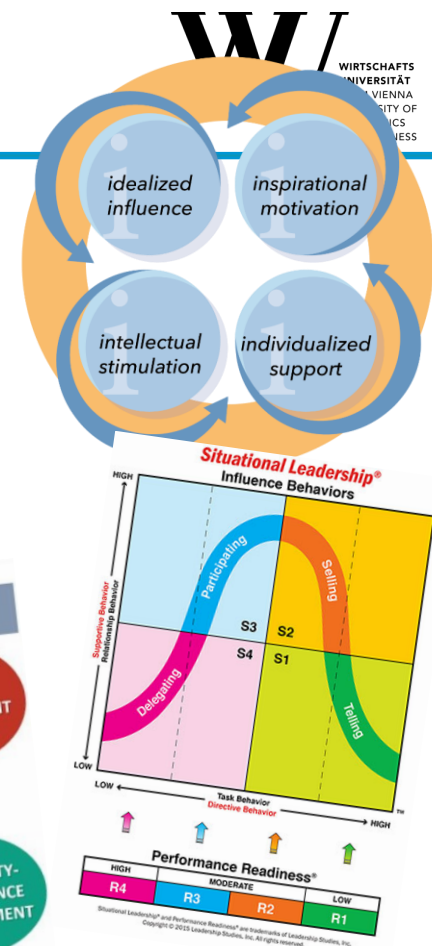 WIRTSCHAFTS
UNIVERSITÄT
VIENNA
OF
idealized
influence
inspirational
motivation
intellectual
stimulation
individualized
support
Situational Leadership®
Influence Behaviors
HIGH
Supportive Behavior
Relationship Behavior
LOW
Participating
Selling
S3
S2
S4
S1
Delegating
Telling
LOW
Task Behavior
Directive Behavior
HIGH
TM
Performance Readiness®
HIGH
MODERATE
LOW
R4
R3
R2
R1
Situational Leadership® and Performance Readiness® are trademarks of Leadership Studies, Inc.
Copyright © 2015 Leadership Studies, Inc. All rights reserved.